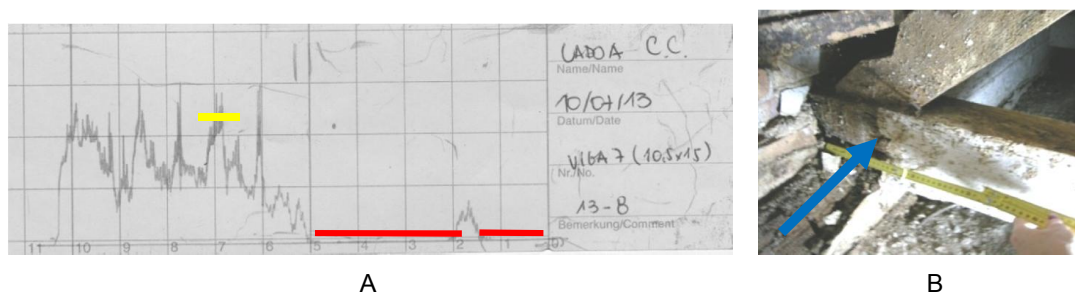 LADO A - C.C.
Name/Name
10/07/13
Datum/Date
VIGA 7 (10,5x15)
Nr./No.
13-8
Bemerkung/Comment
11 10 9 8 7 6 5 4 3 2 1 0
A
B